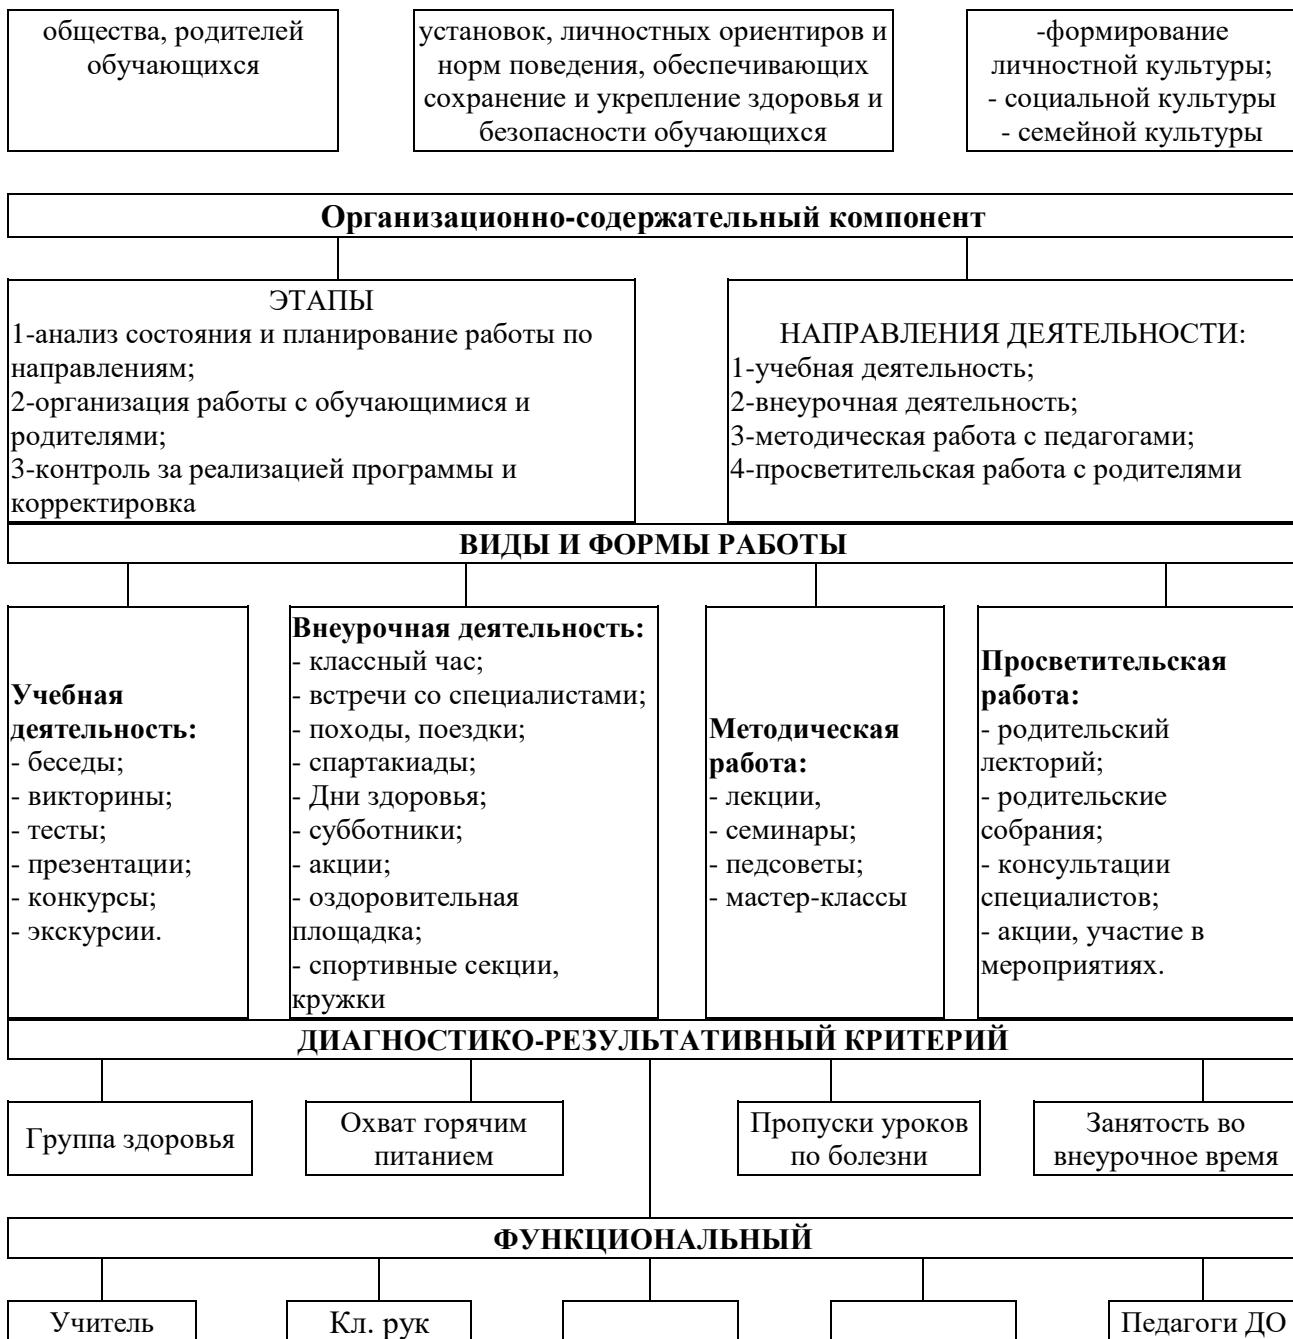 общества, родителей
обучающихся
установок, личностных ориентиров и
норм поведения, обеспечивающих
сохранение и укрепление здоровья и
безопасности обучающихся
-формирование
личностной культуры;
- социальной культуры
- семейной культуры
Организационно-содержательный компонент
ЭТАПЫ
1-анализ состояния и планирование работы по
направлениям;
2-организация работы с обучающимися и
родителями;
3-контроль за реализацией программы и
корректировка
НАПРАВЛЕНИЯ ДЕЯТЕЛЬНОСТИ:
1-учебная деятельность;
2-внеурочная деятельность;
3-методическая работа с педагогами;
4-просветительская работа с родителями
ВИДЫ И ФОРМЫ РАБОТЫ
Учебная
деятельность:
- беседы;
- викторины;
- тесты;
- презентации;
- конкурсы;
- экскурсии.
Внеурочная деятельность:
- классный час;
- встречи со специалистами;
- походы, поездки;
- спартакиады;
- Дни здоровья;
- субботники;
- акции;
- оздоровительная
площадка;
- спортивные секции,
кружки
Методическая
работа:
- лекции,
- семинары;
- педсоветы;
- мастер-классы
Просветительская
работа:
- родительский
лекторий;
- родительские
собрания;
- консультации
специалистов;
- акции, участие в
мероприятиях.
ДИАГНОСТИКО-РЕЗУЛЬТАТИВНЫЙ КРИТЕРИЙ
Группа здоровья
Охват горячим
питанием
Пропуски уроков
по болезни
Занятость во
внеурочное время
ФУНКЦИОНАЛЬНЫЙ
Учитель
Кл. рук
Педагоги ДО